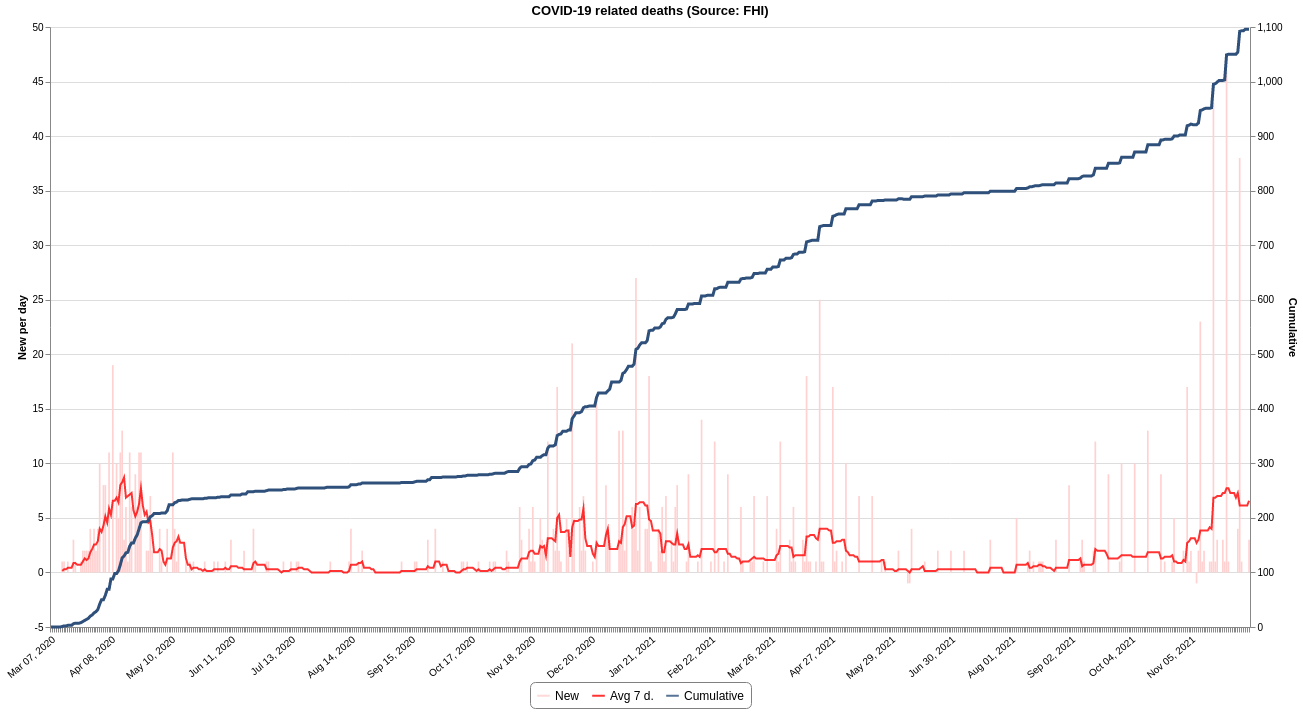 COVID-19 related deaths (Source: FHI)
50
45
40
35
30
25
20
15
10
5
0
-5
New per day
1,100
1,000
900
800
700
600
500
400
300
200
100
0
Cumulative
Mar 07, 2020
Apr 08, 2020
May 10, 2020
Jun 11, 2020
Jul 13, 2020
Aug 14, 2020
Sep 15, 2020
Oct 17, 2020
Nov 18, 2020
Dec 20, 2020
Jan 21, 2021
Feb 22, 2021
Mar 26, 2021
Apr 27, 2021
May 29, 2021
Jun 30, 2021
Aug 01, 2021
Sep 02, 2021
Oct 04, 2021
Nov 05, 2021
New Avg 7 d. Cumulative